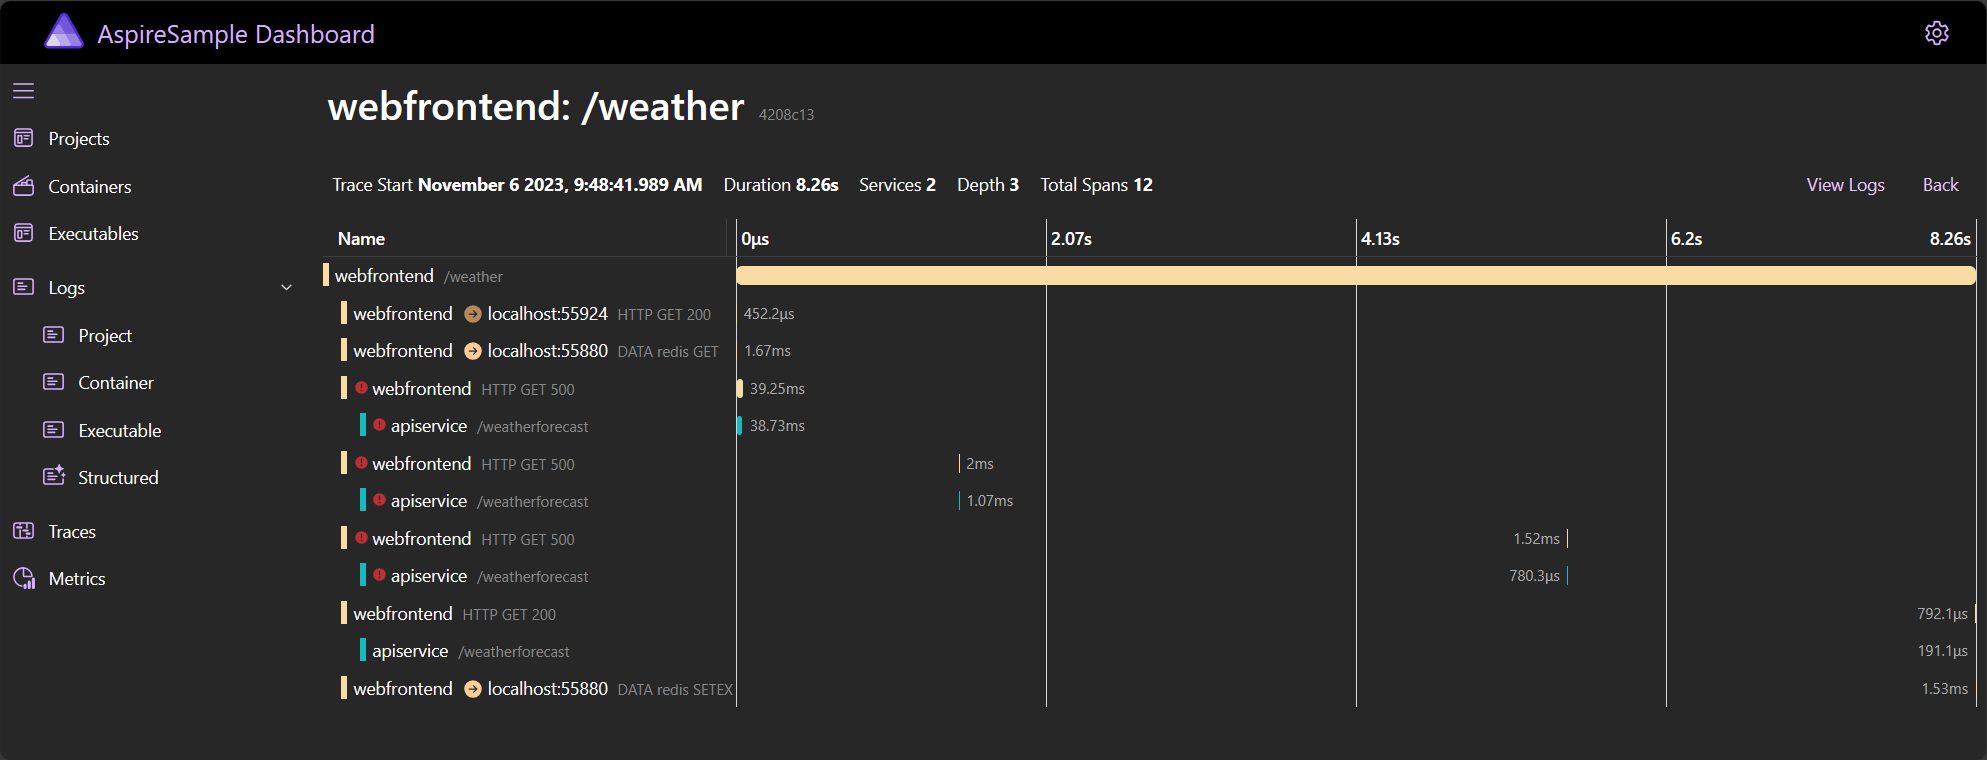 AspireSample Dashboard
Projects
Containers
Executables
Logs
Project
Container
Executable
Structured
Traces
Metrics
webfrontend: /weather 4208c13
Trace Start November 6 2023, 9:48:41.989 AM Duration 8.26s Services 2 Depth 3 Total Spans 12 View Logs Back
Name 0μs 2.07s 4.13s 6.2s 8.26s
webfrontend /weather
webfrontend localhost:55924 HTTP GET 200 452.2μs
webfrontend localhost:55880 DATA redis GET 1.67ms
webfrontend HTTP GET 500 39.25ms
apiservice /weatherforecast 38.73ms
webfrontend HTTP GET 500 2ms
apiservice /weatherforecast 1.07ms
webfrontend HTTP GET 500 1.52ms
apiservice /weatherforecast 780.3μs
webfrontend HTTP GET 200 792.1μs
apiservice /weatherforecast 191.1μs
webfrontend localhost:55880 DATA redis SETEX 1.53ms